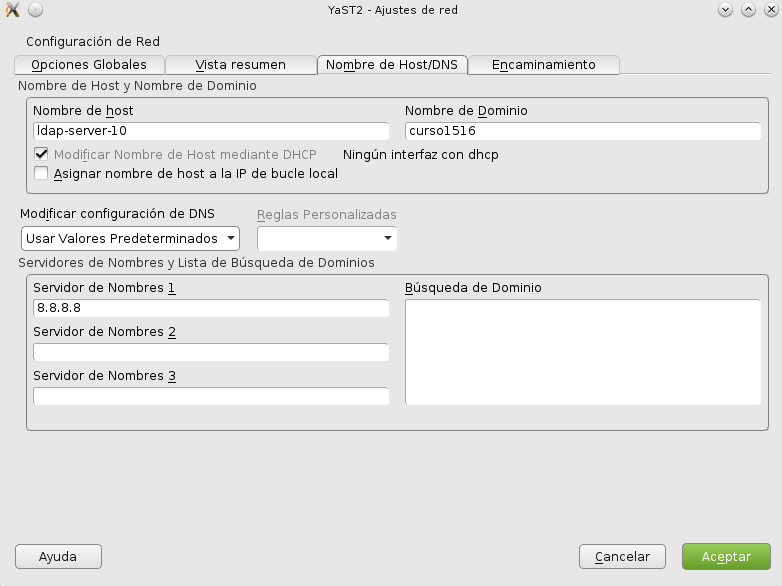 YaST2 - Ajustes de red
Configuración de Red
Opciones Globales
Vista resumen
Nombre de Host/DNS
Encaminamiento
Nombre de Host y Nombre de Dominio
Nombre de host
Nombre de Dominio
ldap-server-10
curso1516
Modificar Nombre de Host mediante DHCP
Ningún interfaz con dhcp
Asignar nombre de host a la IP de bucle local
Modificar configuración de DNS
Reglas Personalizadas
Usar Valores Predeterminados
Servidores de Nombres y Lista de Búsqueda de Dominios
Servidor de Nombres 1
Búsqueda de Dominio
8.8.8.8
Servidor de Nombres 2
Servidor de Nombres 3
Ayuda
Cancelar
Aceptar